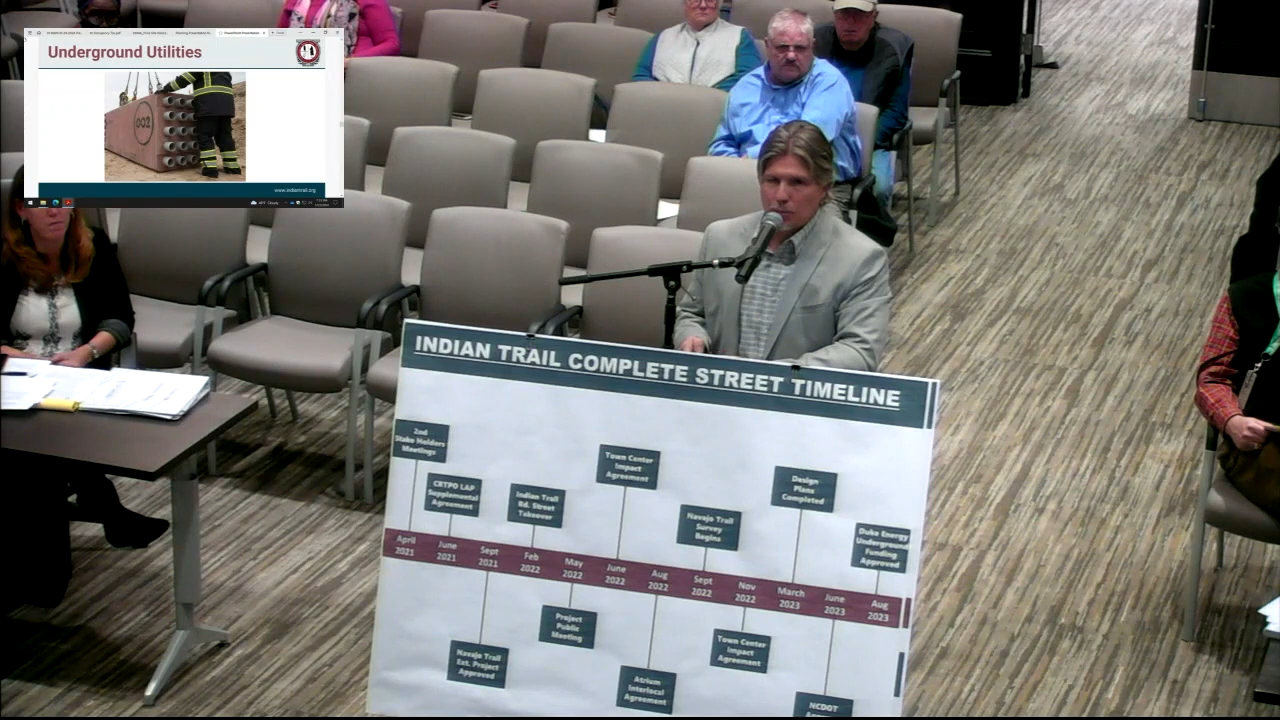 Underground Utilities
002
www.indiantrail.org
INDIAN TRAIL COMPLETE STREET TIMELINE
2nd
Stake Holders
Meetings
CRTPO LAP
Supplemental
Agreement
Indian Trail
Rd. Street
Takeover
Town Center
Impact
Agreement
Navajo Trail
Survey
Begins
Design
Plans
Completed
Duke Energy
Underground
Funding
Approved
April
2021
June
2021
Sept
2021
Feb
2022
May
2022
June
2022
Aug
2022
Sept
2022
Nov
2022
March
2023
June
2023
Aug
2023
Navajo Trail
Ext. Project
Approved
Project
Public
Meeting
Atrium
Interlocal
Agreement
Town Center
Impact
Agreement
NCDOT